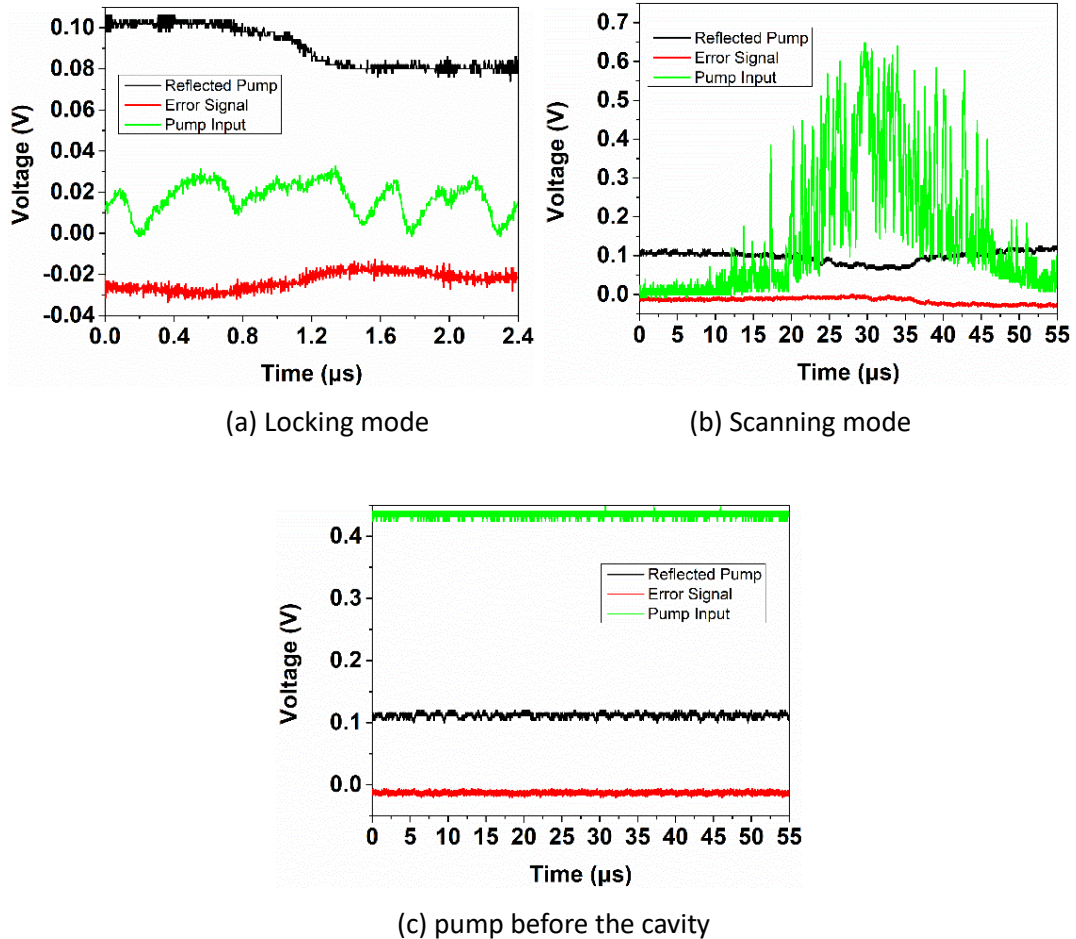 0.10
0.08
0.06
0.04
0.02
0.00
-0.02
-0.04
Voltage (V)
Reflected Pump
Error Signal
Pump Input
0.0 0.4 0.8 1.2 1.6 2.0 2.4
Time (µs)
(a) Locking mode
0.7
0.6
0.5
0.4
0.3
0.2
0.1
0.0
Voltage (V)
Reflected Pump
Error Signal
Pump Input
0 5 10 15 20 25 30 35 40 45 50 55
Time (µs)
(b) Scanning mode
0.4
0.3
0.2
0.1
0.0
Voltage (V)
Reflected Pump
Error Signal
Pump Input
0 5 10 15 20 25 30 35 40 45 50 55
Time (µs)
(c) pump before the cavity